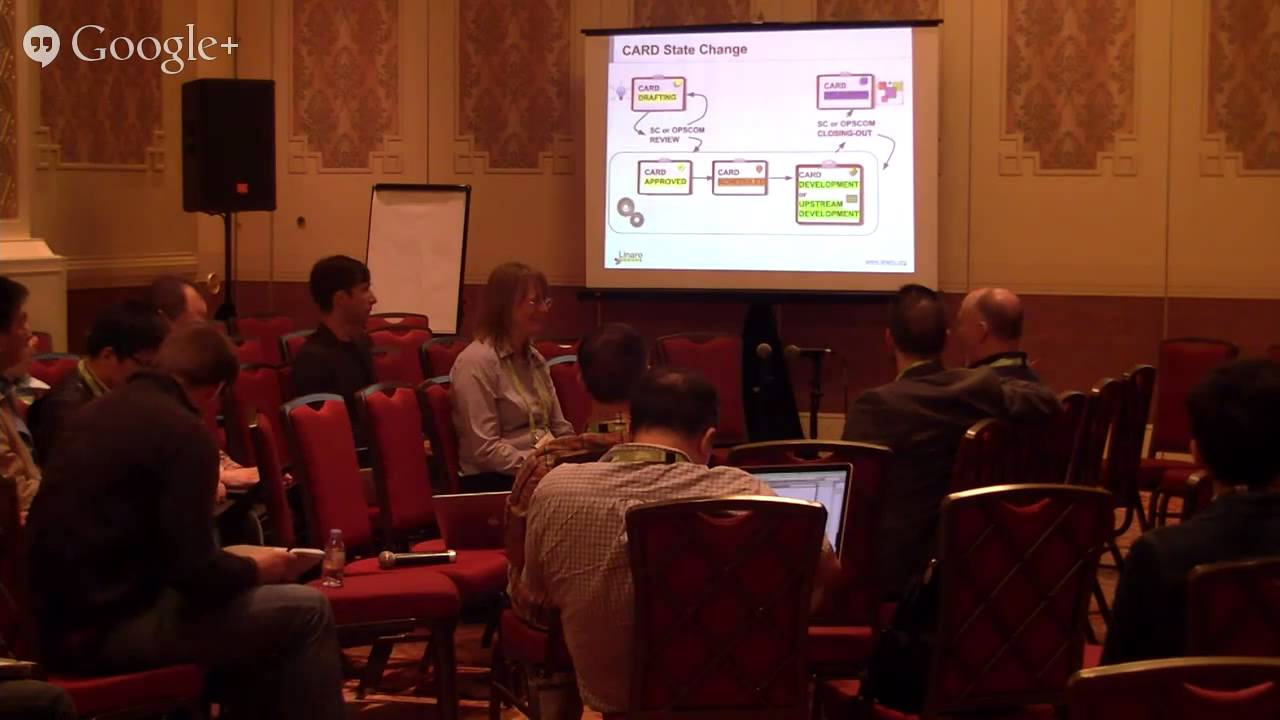 Google+
CARD State Change
CARD
DRAFTING
SC or OPSCOM
REVIEW
CARD
SC or OPSCOM
CLOSING-OUT
CARD
APPROVED
CARD
CARD
DEVELOPMENT
or
UPSTREAM
DEVELOPMENT
Linaro
www.linaro.org